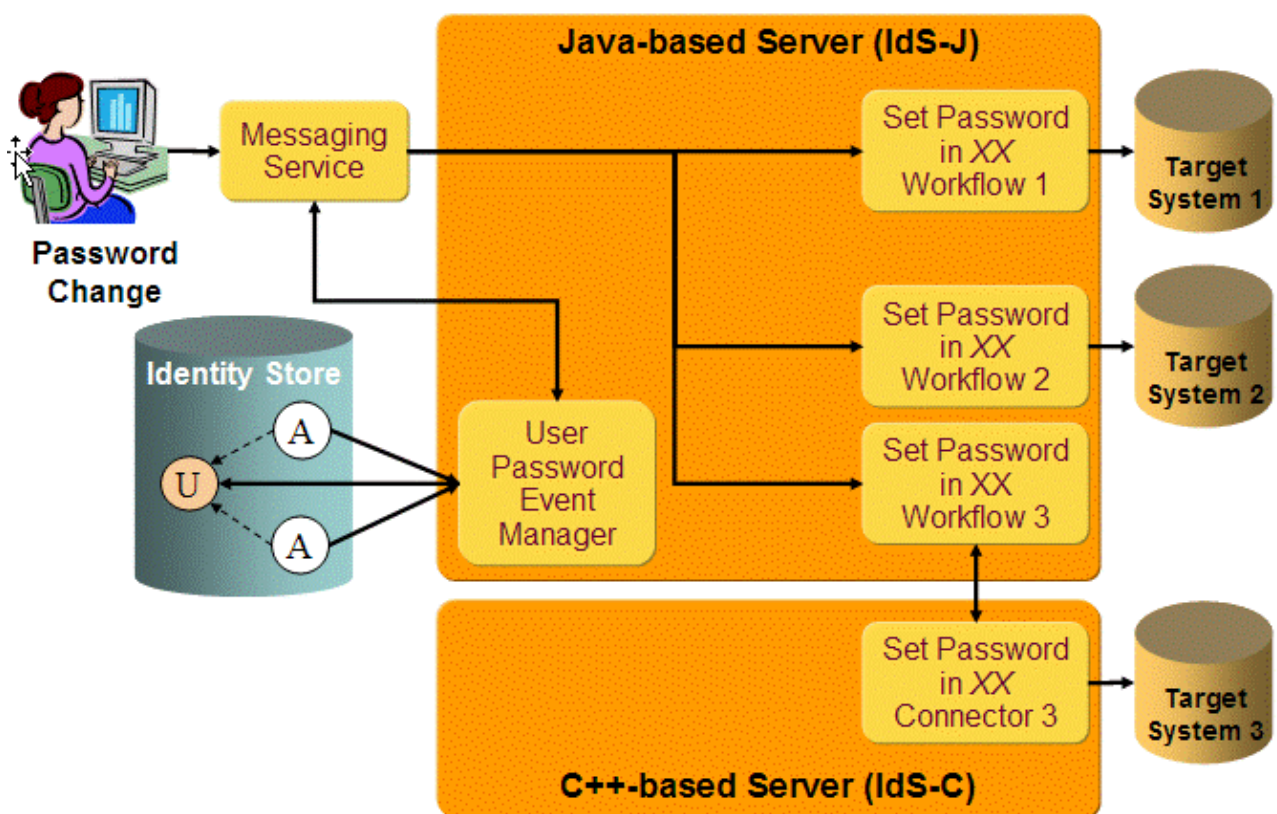 Java-based Server (IdS-J)
Messaging
Service
Set Password
in XX
Workflow 1
Target
System 1
Password
Change
Identity Store
A
U
A
User
Password
Event
Manager
Set Password
in XX
Workflow 2
Target
System 2
Set Password
in XX
Workflow 3
Set Password
in XX
Connector 3
Target
System 3
C++-based Server (IdS-C)